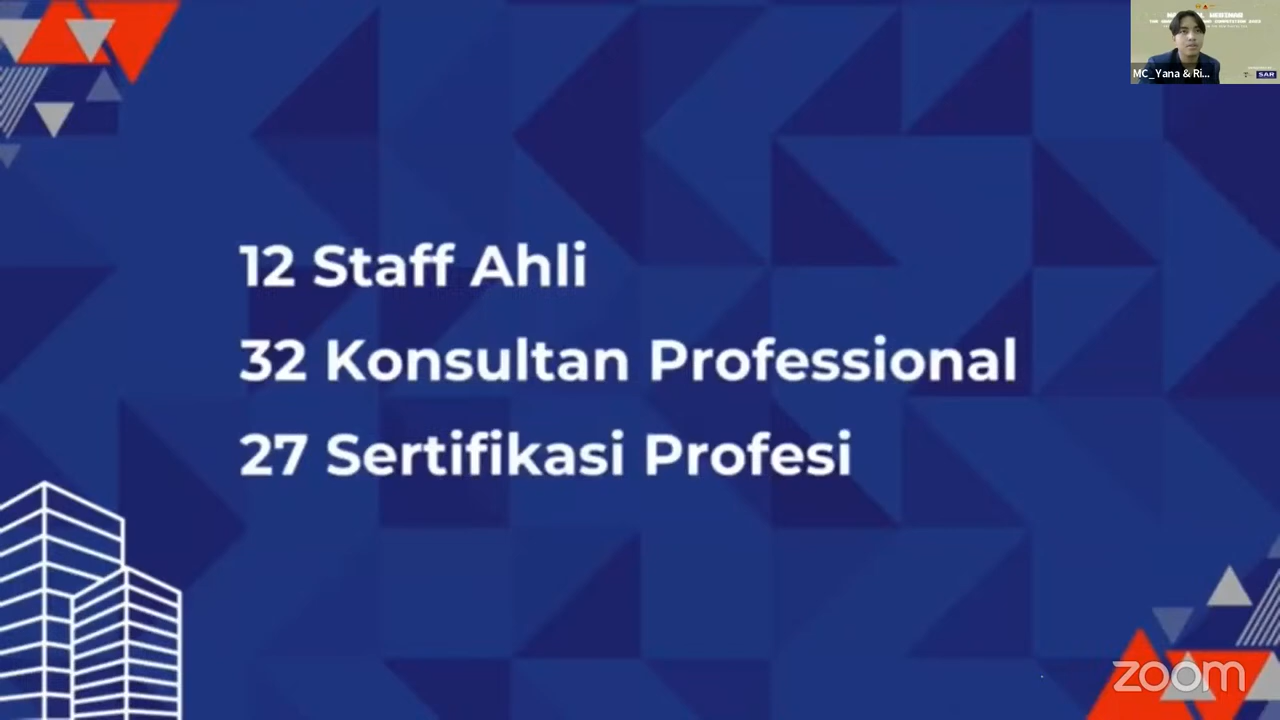 12 Staff Ahli
32 Konsultan Professional
27 Sertifikasi Profesi
MC_Yana & Ri...
SAR
zoom